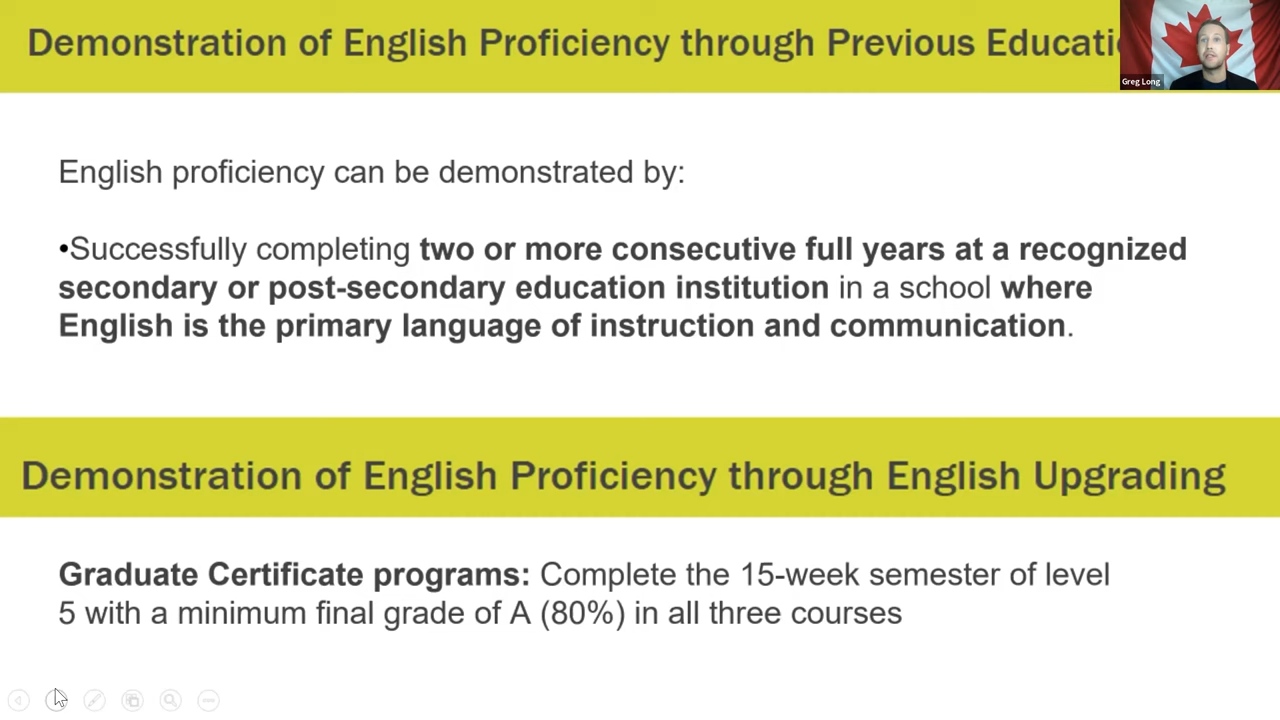 Demonstration of English Proficiency through Previous Educati
Greg Long
English proficiency can be demonstrated by:
•Successfully completing two or more consecutive full years at a recognized
secondary or post-secondary education institution in a school where
English is the primary language of instruction and communication.
Demonstration of English Proficiency through English Upgrading
Graduate Certificate programs: Complete the 15-week semester of level
5 with a minimum final grade of A (80%) in all three courses